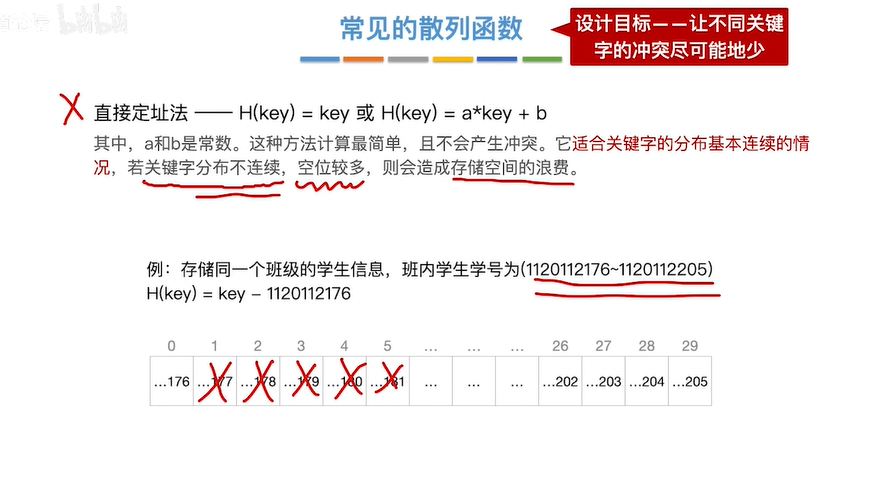 bilibili
常见的散列函数
设计目标——让不同关键
字的冲突尽可能地少
直接定址法 —— H(key) = key 或 H(key) = a*key + b
其中，a和b是常数。这种方法计算最简单，且不会产生冲突。它适合关键字的分布基本连续的情
况，若关键字分布不连续，空位较多，则会造成存储空间的浪费。
例：存储同一个班级的学生信息，班内学生学号为(1120112176~1120112205)
H(key) = key − 1120112176
0 1 2 3 4 5 ... ... ... 26 27 28 29
...176 ...177 ...178 ...179 ...180 ...181 ... ... ... ...202 ...203 ...204 ...205